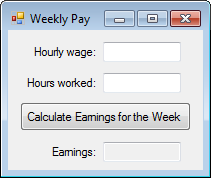 Weekly Pay
Hourly wage:
Hours worked:
Calculate Earnings for the Week
Earnings: